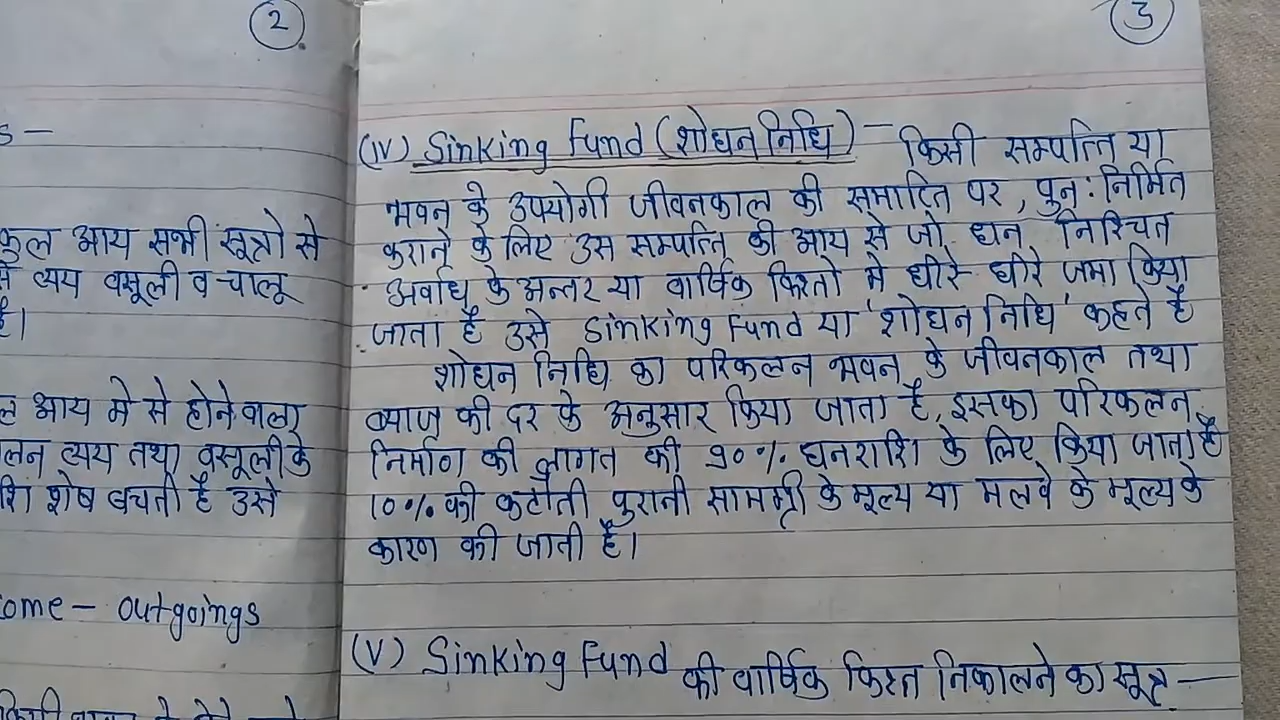 2
s –
कुल आय सभी सूत्रो से
व्यय वसूली व चालू
है।
आय मे से होने वाला
लन व्यय तथा वसूली के
शि शेष बचती है उसे
ome – outgoings
3
(IV) Sinking Fund (शोधन निधि) – किसी सम्पत्ति या
भवन के उपयोगी जीवनकाल की समाप्ति पर, पुन: निर्मित
कराने के लिए उस सम्पत्ति की आय से जो धन निश्चित
अवधि के अन्तर या वार्षिक किश्तो मे धीरे धीरे जमा किया
जाता है उसे Sinking Fund या 'शोधन निधि' कहते है
शोधन निधि का परिकलन भवन के जीवनकाल तथा
ब्याज की दर के अनुसार किया जाता है, इसका परिकलन
निर्माण की लागत की 90% धनराशि के लिए किया जाता है
10% की कटौती पुरानी सामग्री के मूल्य या मलवे के मूल्य के
कारण की जाती है।
(V) Sinking Fund की वार्षिक किश्त निकालने का सूत्र –